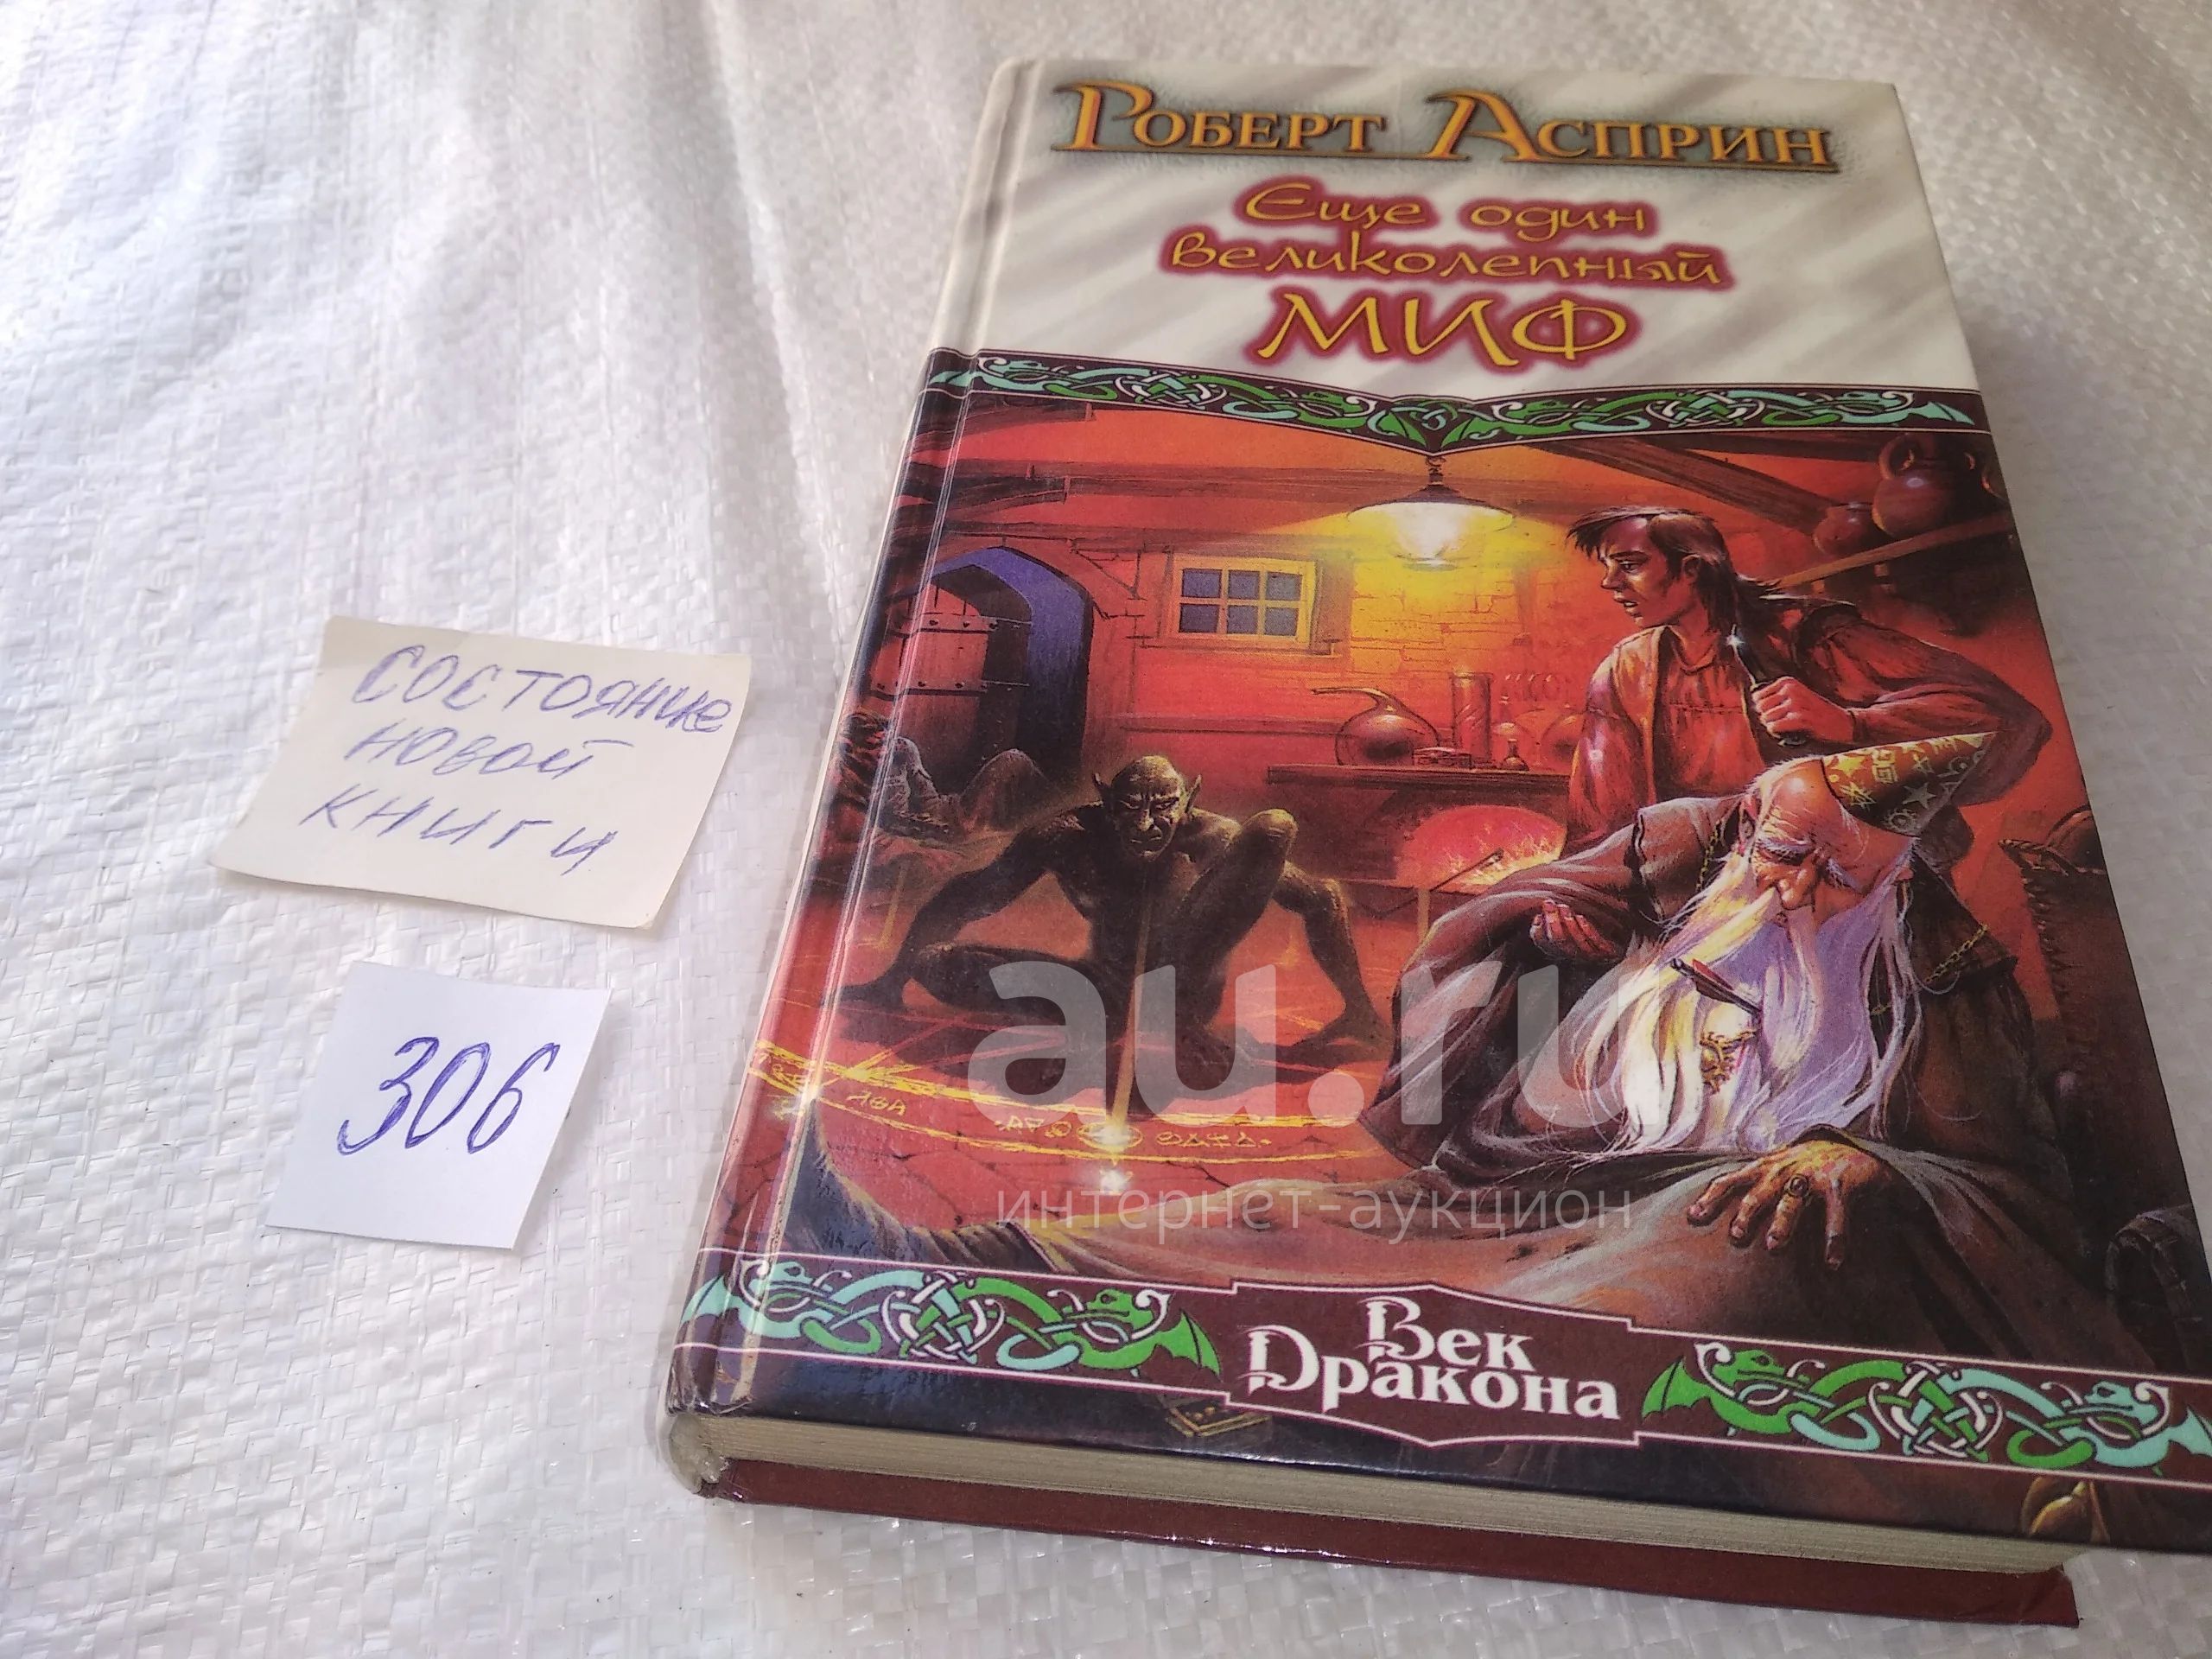 Роберт Асприн
Еще один
великолепный
МИФ
состояние
новой
книги
306
au.ru
интернет-аукцион
Век
Дракона